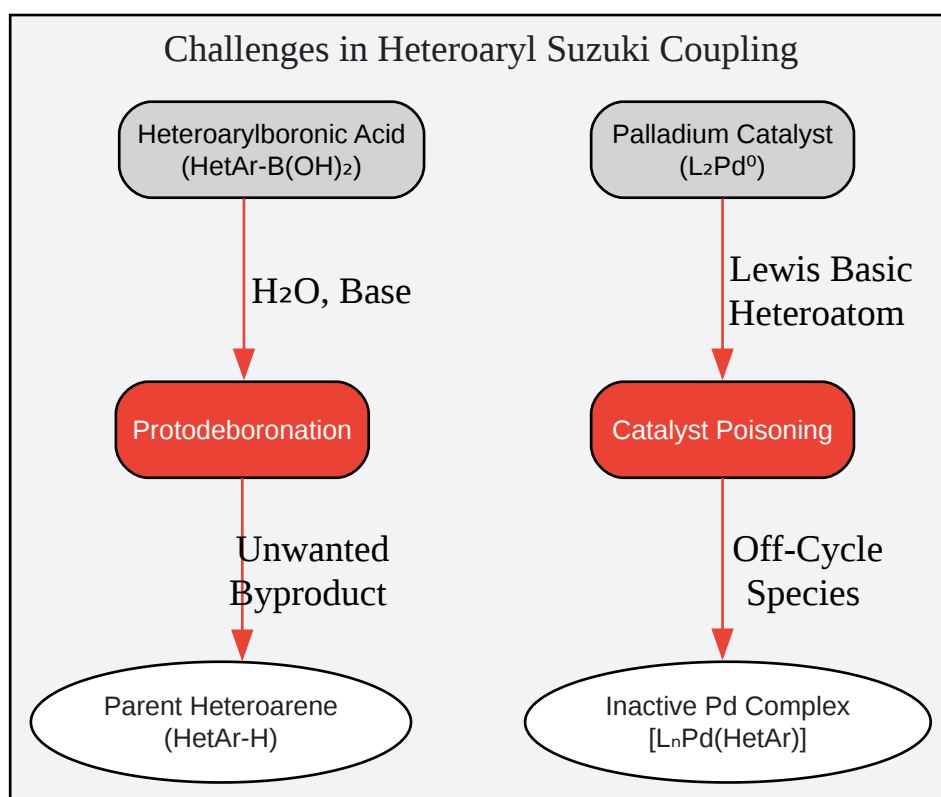 Challenges in Heteroaryl Suzuki Coupling
Heteroarylboronic Acid
(HetAr-B(OH)₂)
H₂O, Base
Protodeboronation
Unwanted
Byproduct
Parent Heteroarene
(HetAr-H)
Palladium Catalyst
(L₂Pd⁰)
Lewis Basic
Heteroatom
Catalyst Poisoning
Off-Cycle
Species
Inactive Pd Complex
[LₙPd(HetAr)]